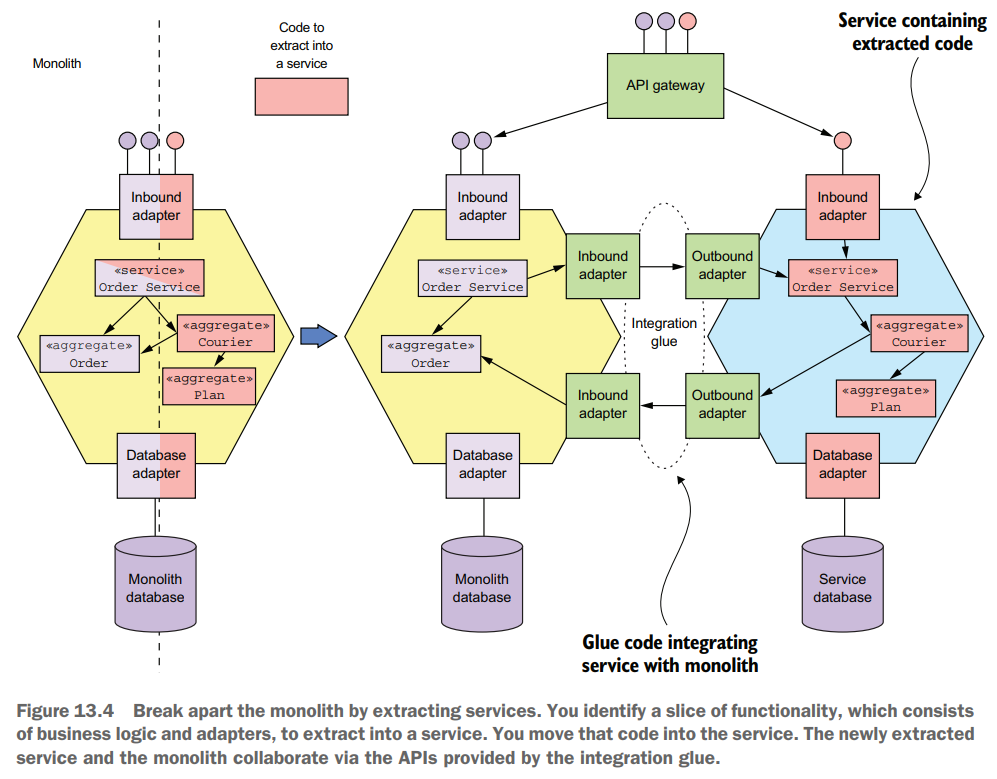 Monolith
Code to
extract into
a service
Service containing
extracted code
API gateway
Inbound
adapter
«service»
Order Service
«aggregate»
Courier
«aggregate»
Order
«aggregate»
Plan
Database
adapter
Monolith
database
Inbound
adapter
«service»
Order Service
«aggregate»
Order
Database
adapter
Monolith
database
Inbound
adapter
Outbound
adapter
Integration
glue
Inbound
adapter
Outbound
adapter
Inbound
adapter
«service»
Order Service
«aggregate»
Courier
«aggregate»
Plan
Database
adapter
Service
database
Glue code integrating
service with monolith
Figure 13.4 Break apart the monolith by extracting services. You identify a slice of functionality, which consists
of business logic and adapters, to extract into a service. You move that code into the service. The newly extracted
service and the monolith collaborate via the APIs provided by the integration glue.